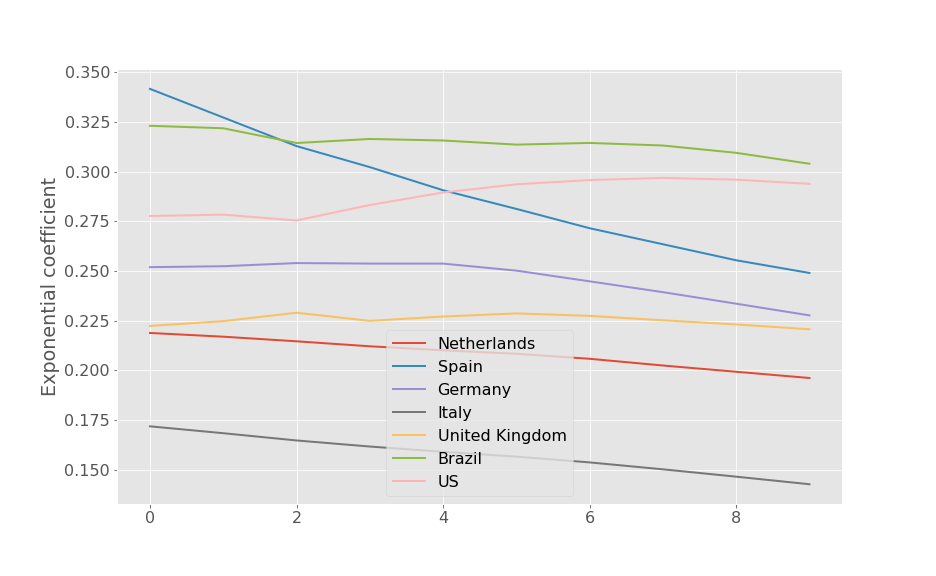 0.350
0.325
0.300
0.275
0.250
0.225
0.200
0.175
0.150
Exponential coefficient
Netherlands
Spain
Germany
Italy
United Kingdom
Brazil
US
0 2 4 6 8